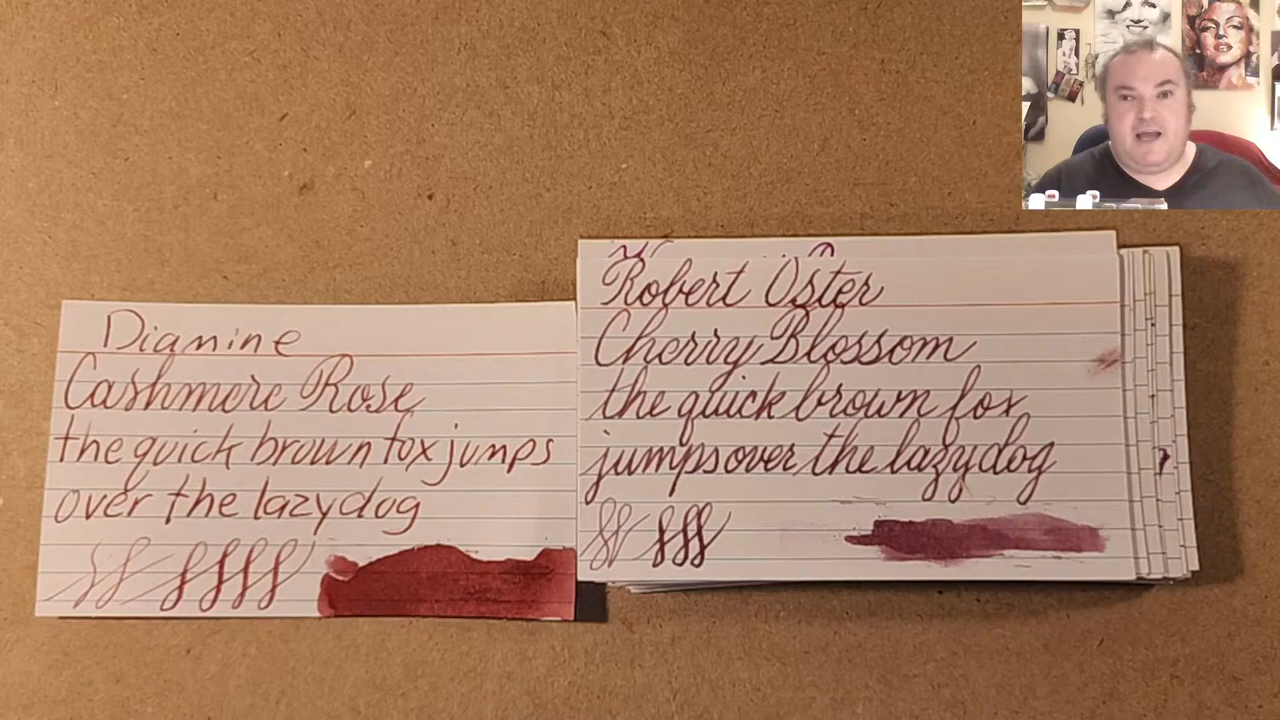 Diamine
Cashmere Rose
the quick brown fox jumps
over the lazy dog
Robert Oster
Cherry Blossom
the quick brown fox
jumps over the lazy dog